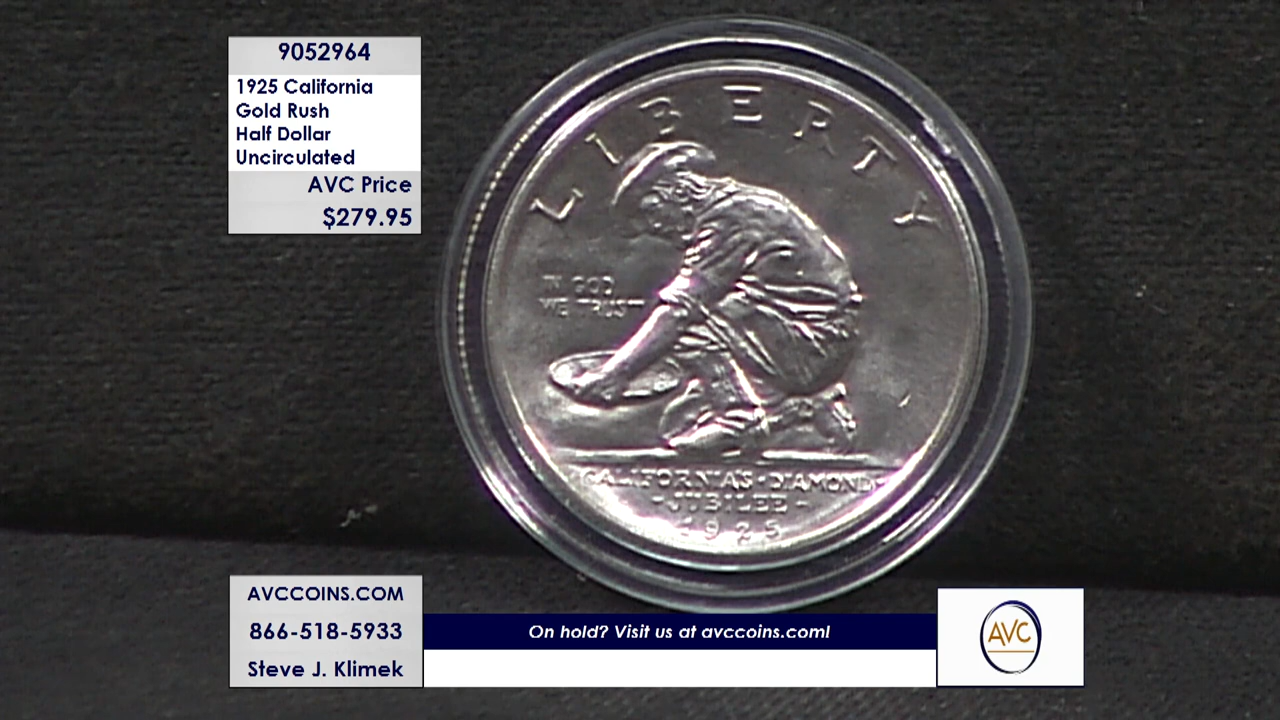 9052964
1925 California
Gold Rush
Half Dollar
Uncirculated
AVC Price
$279.95
LIBERTY
IN GOD
WE TRUST
CALIFORNIA'S·DIAMOND
-JUBILEE-
1925
AVCCOINS.COM
866-518-5933
Steve J. Klimek
On hold? Visit us at avccoins.com!
AVC